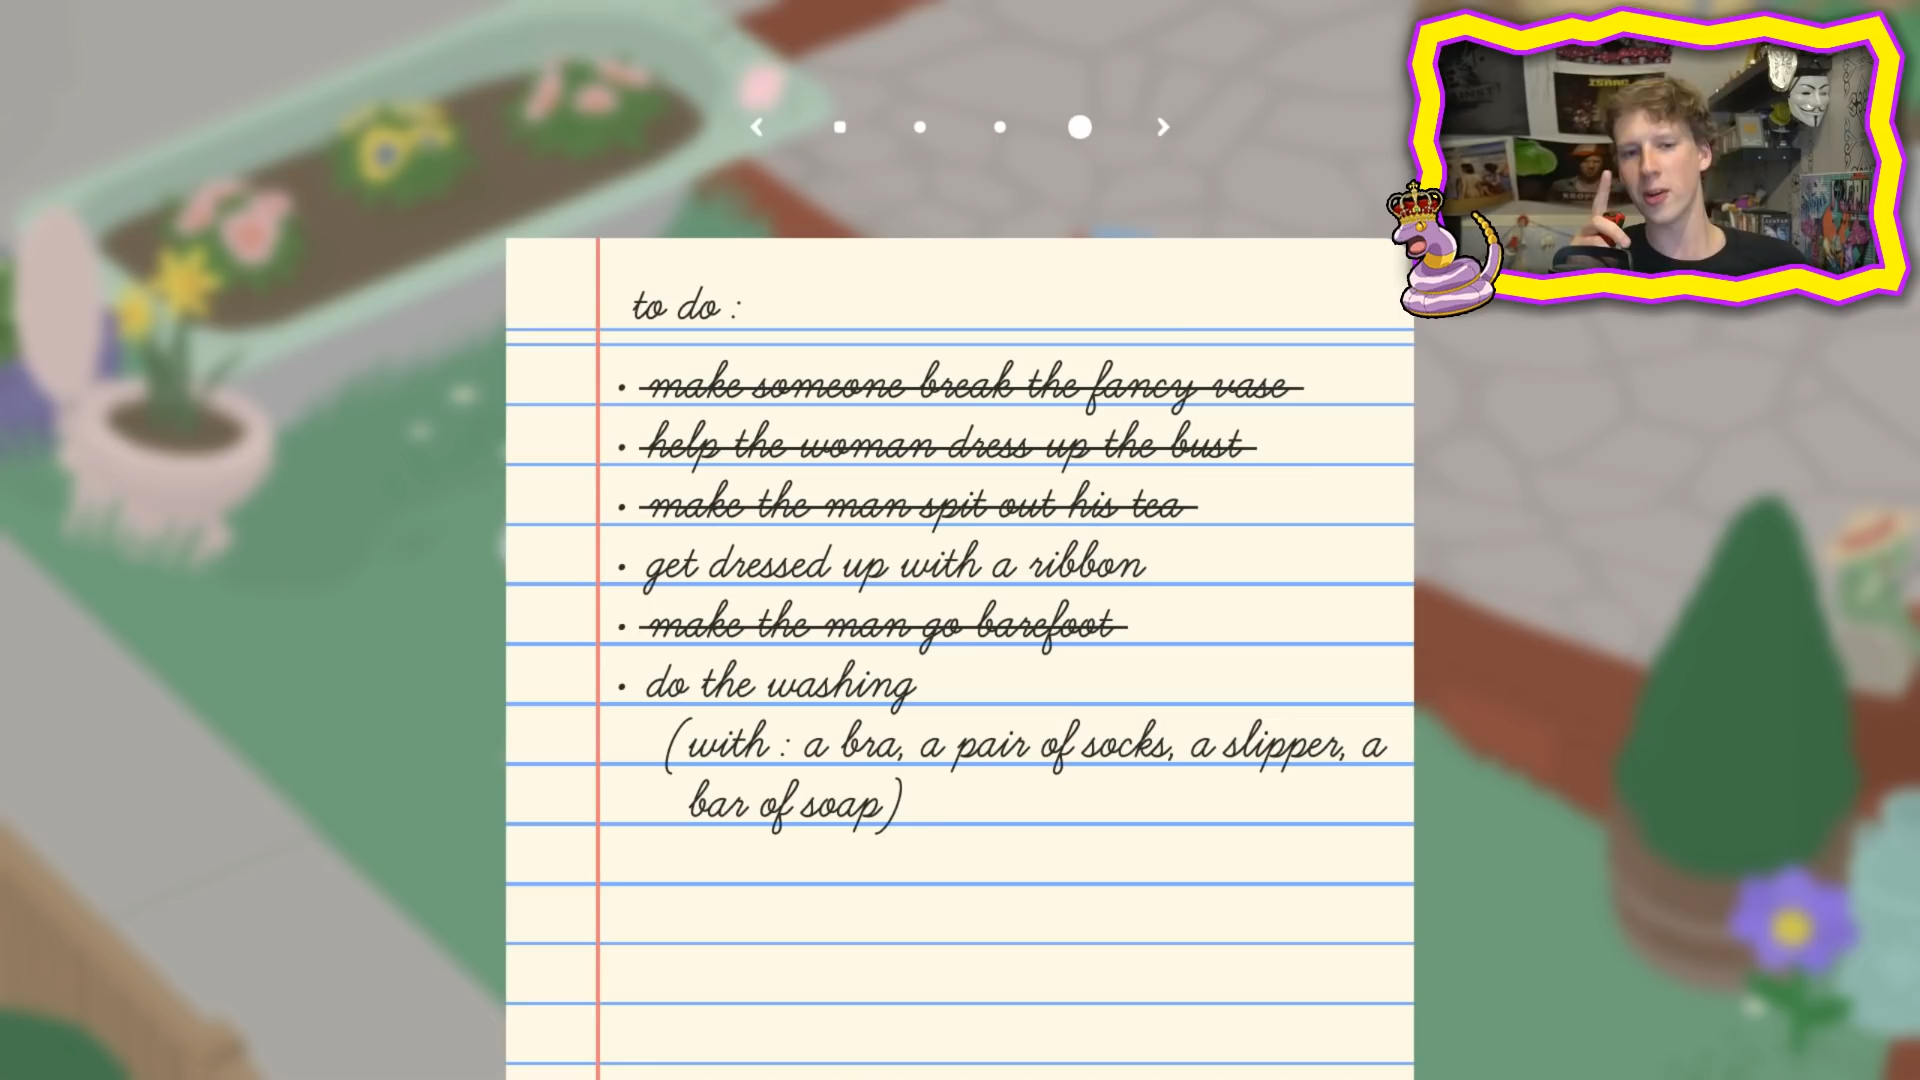 to do :
• make someone break the fancy vase
• help the woman dress up the bust
• make the man spit out his tea
• get dressed up with a ribbon
• make the man go barefoot
• do the washing
(with : a bra, a pair of socks, a slipper, a
bar of soap)
ISAAC